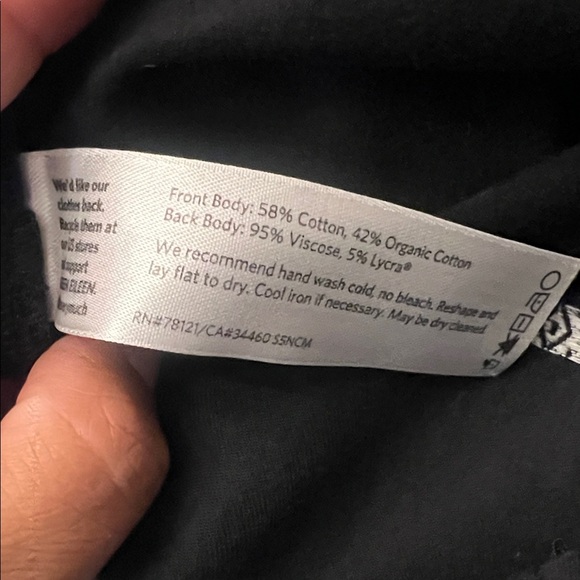 We'd like our
clothes back.
them at
stores
support
EILEEN.
Front Body: 58% Cotton, 42% Organic Cotton
Back Body: 95% Viscose, 5% Lycra®
We recommend hand wash cold, no bleach. Reshape and
lay flat to dry. Cool iron if necessary. May be dry cleaned.
RN#78121/CA#34460 S5NCM